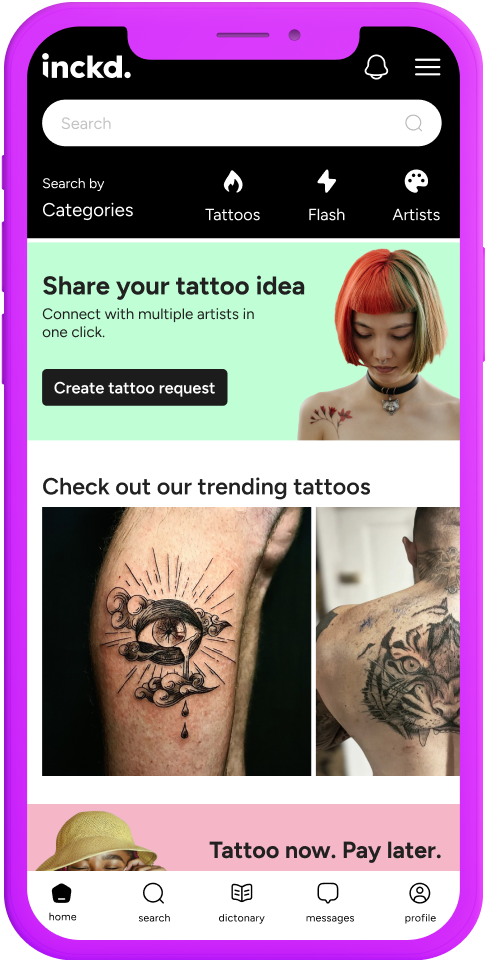 inckd.
Search
Search by
Categories
Tattoos
Flash
Artists
Share your tattoo idea
Connect with multiple artists in
one click.
Create tattoo request
Check out our trending tattoos
Tattoo now. Pay later.
home
search
dictonary
messages
profile